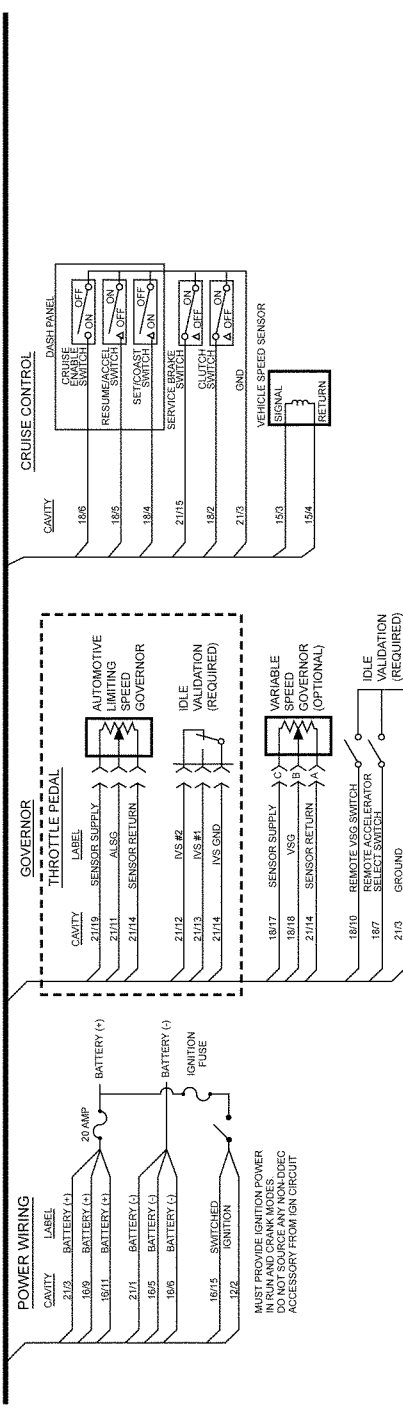 POWER WIRING
CAVITY LABEL
21/3 BATTERY (+)
16/9 BATTERY (+)
16/11 BATTERY (+)
20 AMP
BATTERY (+)
21/1 BATTERY (-)
16/5 BATTERY (-)
16/6 BATTERY (-)
BATTERY (-)
IGNITION
FUSE
16/15 SWITCHED
12/2 IGNITION
MUST PROVIDE IGNITION POWER
IN RUN AND CRANK MODES.
DO NOT SOURCE ANY NON-DDEC
ACCESSORY FROM IGN CIRCUIT
GOVERNOR
THROTTLE PEDAL
CAVITY LABEL
21/19 SENSOR SUPPLY
21/11 ALSG
21/14 SENSOR RETURN
AUTOMOTIVE
LIMITING
SPEED
GOVERNOR
21/12 IVS #2
21/13 IVS #1
21/14 IVS GND
IDLE
VALIDATION
(REQUIRED)
18/17 SENSOR SUPPLY C
18/18 VSG B
21/14 SENSOR RETURN A
VARIABLE
SPEED
GOVERNOR
(OPTIONAL)
18/10 REMOTE VSG SWITCH
REMOTE ACCELERATOR
18/7 SELECT SWITCH
21/3 GROUND
IDLE
VALIDATION
(REQUIRED)
CRUISE CONTROL
CAVITY
DASH PANEL
18/6 CRUISE
ENABLE
SWITCH
ON OFF
18/5 RESUME/ACCEL
SWITCH
OFF ON
18/4 SET/COAST
SWITCH
ON OFF
21/15 SERVICE BRAKE
SWITCH
OFF ON
18/2 CLUTCH
SWITCH
OFF ON
21/3 GND
VEHICLE SPEED SENSOR
15/3 SIGNAL
15/4 RETURN